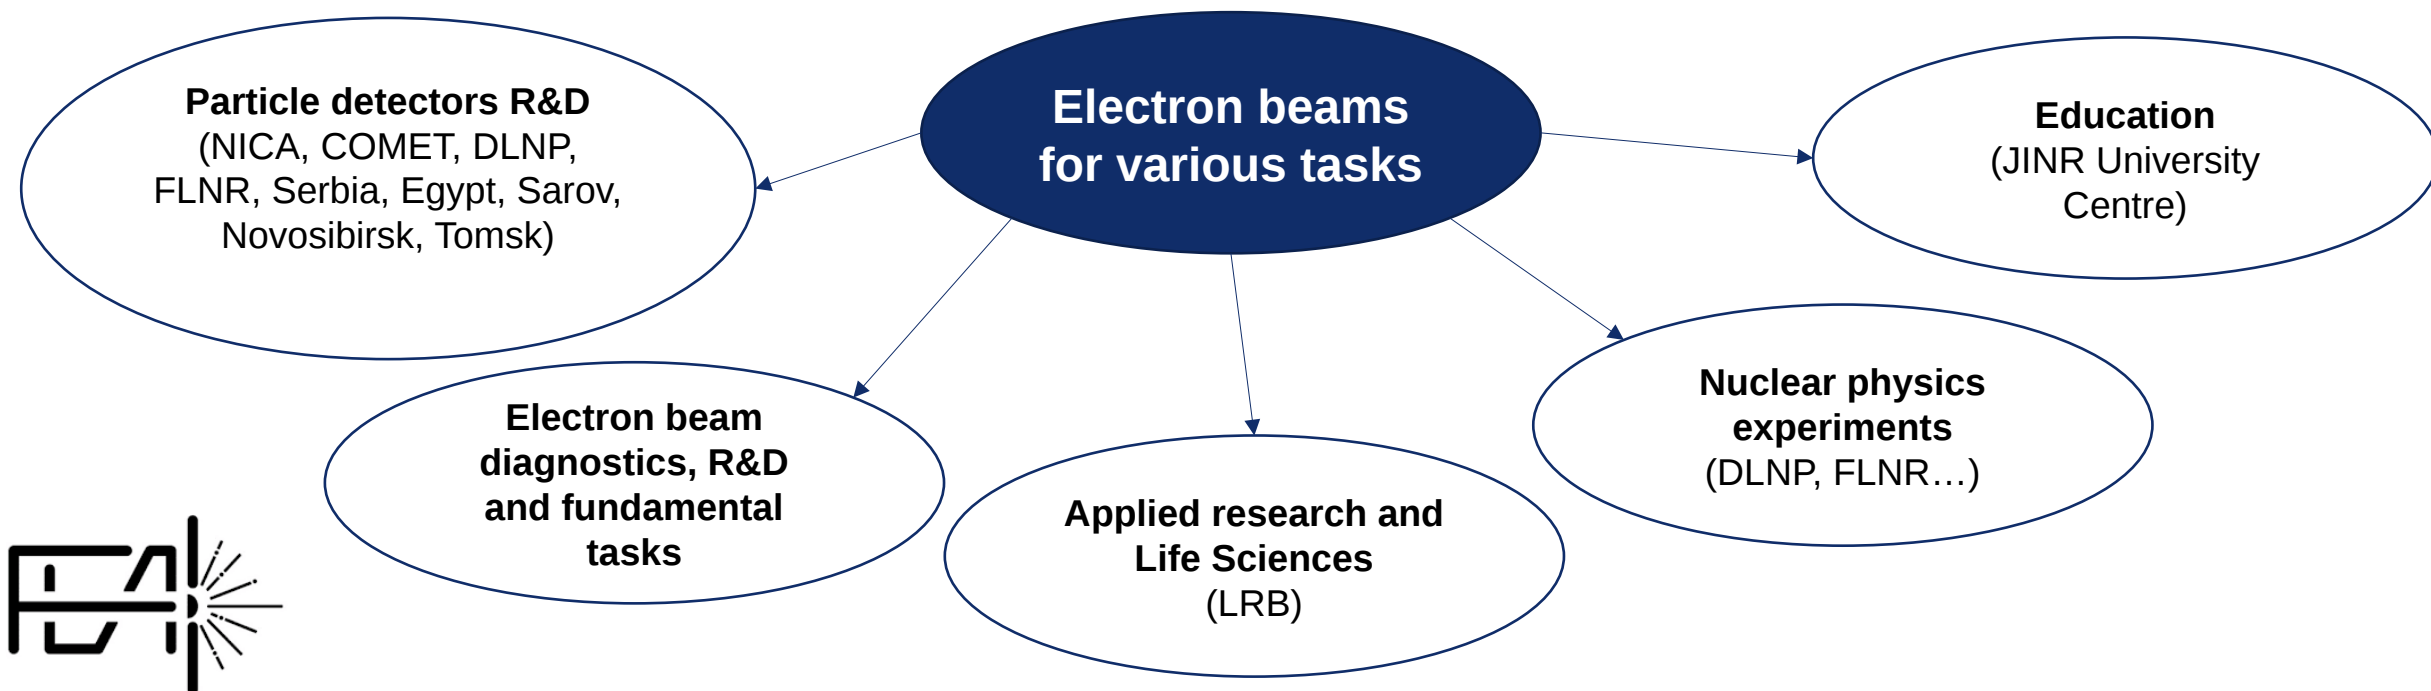 Particle detectors R&D
(NICA, COMET, DLNP,
FLNR, Serbia, Egypt, Sarov,
Novosibirsk, Tomsk)
Electron beams
for various tasks
Education
(JINR University
Centre)
Electron beam
diagnostics, R&D
and fundamental
tasks
Applied research and
Life Sciences
(LRB)
Nuclear physics
experiments
(DLNP, FLNR…)